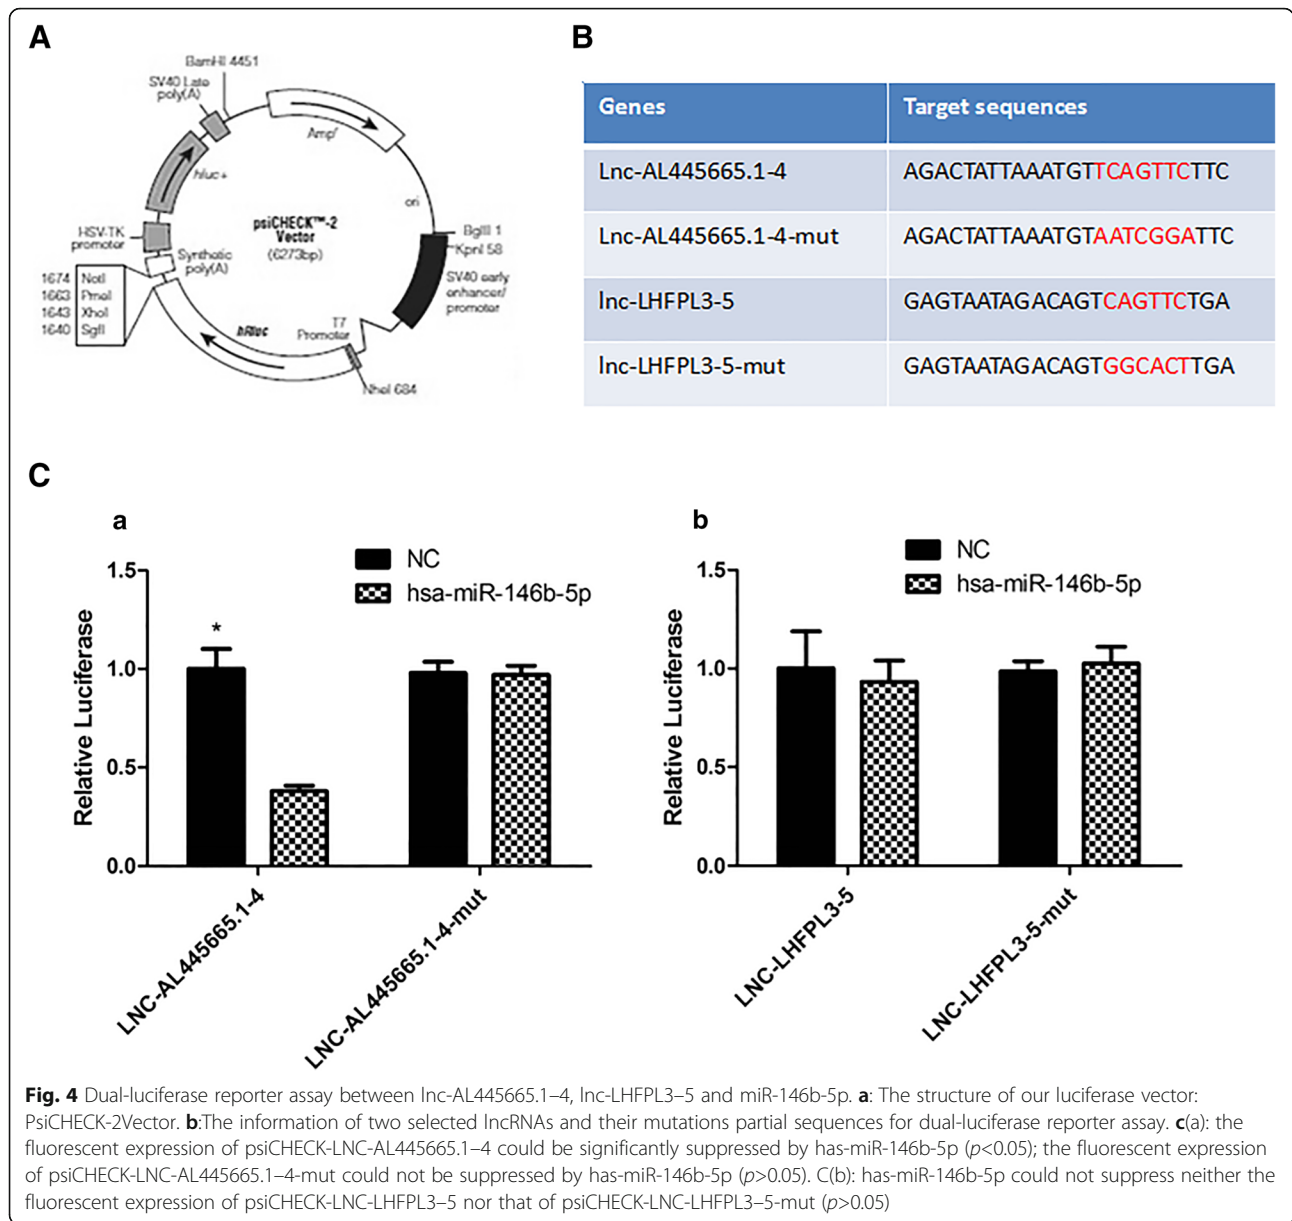 A
BamHI 4451
SV40 Late
poly(A)
Ampʳ
hluc+
ori
psiCHECK™-2
Vector
(6273bp)
HSV-TK
promoter
Synthetic
poly(A)
BglII 1
KpnI 58
SV40 early
enhancer/
promoter
1674 NotI
1663 PmeI
1643 XhoI
1640 SgfI
hRluc
T7
Promoter
NheI 684
B
Genes Target sequences
Lnc-AL445665.1-4 AGACTATTAAATGTTCAGTTCTTC
Lnc-AL445665.1-4-mut AGACTATTAAATGTAATCGGATTC
lnc-LHFPL3-5 GAGTAATAGACAGTCAGTTCTGA
lnc-LHFPL3-5-mut GAGTAATAGACAGTGGCACTTGA
C
a
NC
hsa-miR-146b-5p
Relative Luciferase
1.5
1.0
0.5
0.0
*
LNC-AL445665.1-4
LNC-AL445665.1-4-mut
b
NC
hsa-miR-146b-5p
Relative Luciferase
1.5
1.0
0.5
0.0
LNC-LHFPL3-5
LNC-LHFPL3-5-mut
Fig. 4 Dual-luciferase reporter assay between lnc-AL445665.1–4, lnc-LHFPL3–5 and miR-146b-5p. a: The structure of our luciferase vector:
PsiCHECK-2Vector. b:The information of two selected lncRNAs and their mutations partial sequences for dual-luciferase reporter assay. c(a): the
fluorescent expression of psiCHECK-LNC-AL445665.1–4 could be significantly suppressed by has-miR-146b-5p (p<0.05); the fluorescent expression
of psiCHECK-LNC-AL445665.1–4-mut could not be suppressed by has-miR-146b-5p (p>0.05). C(b): has-miR-146b-5p could not suppress neither the
fluorescent expression of psiCHECK-LNC-LHFPL3–5 nor that of psiCHECK-LNC-LHFPL3–5-mut (p>0.05)